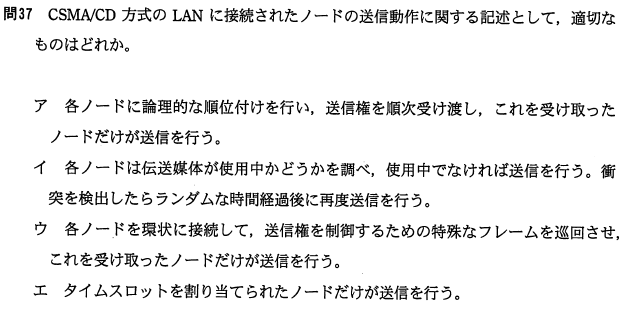 問37 CSMA/CD 方式の LAN に接続されたノードの送信動作に関する記述として，適切な
ものはどれか。
ア 各ノードに論理的な順位付けを行い，送信権を順次受け渡し，これを受け取った
ノードだけが送信を行う。
イ 各ノードは伝送媒体が使用中かどうかを調べ，使用中でなければ送信を行う。衝
突を検出したらランダムな時間経過後に再度送信を行う。
ウ 各ノードを環状に接続して，送信権を制御するための特殊なフレームを巡回させ，
これを受け取ったノードだけが送信を行う。
エ タイムスロットを割り当てられたノードだけが送信を行う。